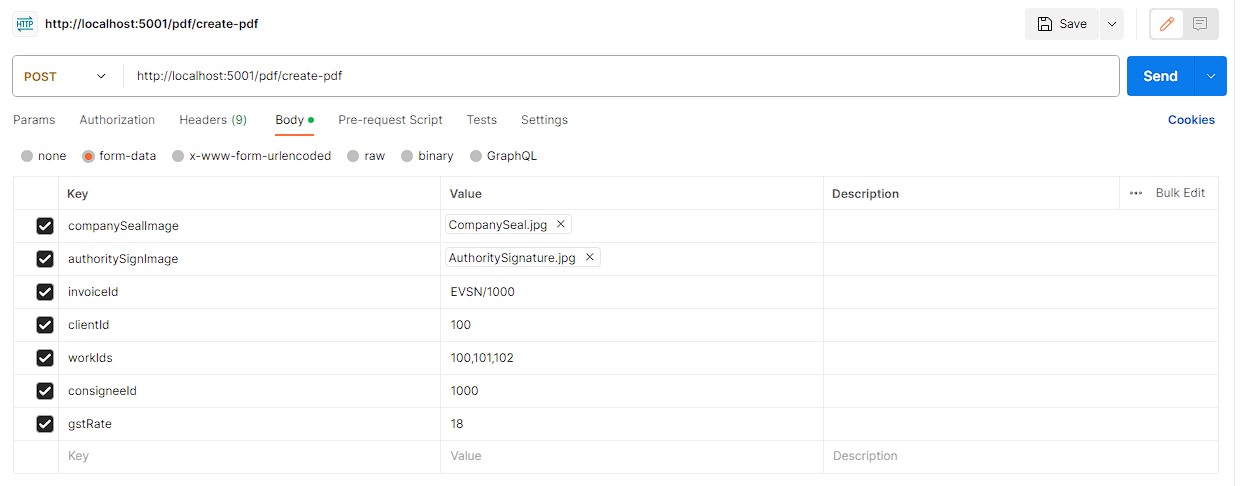 HTTP http://localhost:5001/pdf/create-pdf Save
POST http://localhost:5001/pdf/create-pdf Send
Params Authorization Headers (9) Body Pre-request Script Tests Settings Cookies
none form-data x-www-form-urlencoded raw binary GraphQL
Key Value Description ••• Bulk Edit
companySealImage CompanySeal.jpg ×
authoritySignImage AuthoritySignature.jpg ×
invoiceId EVSN/1000
clientId 100
workIds 100,101,102
consigneeId 1000
gstRate 18
Key Value Description